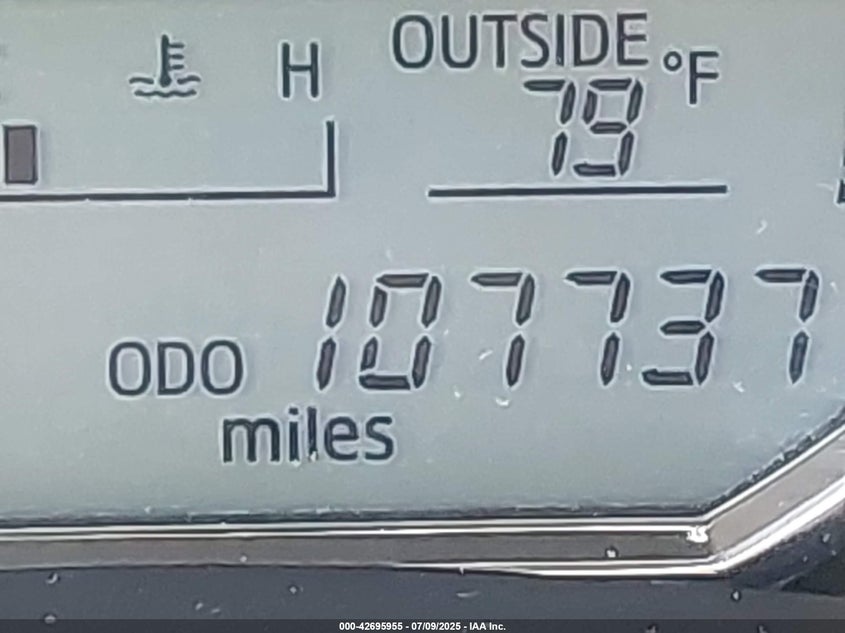 H
OUTSIDE
79 °F
ODO 107737
miles
000-42695955 - 07/09/2025 - IAA Inc.